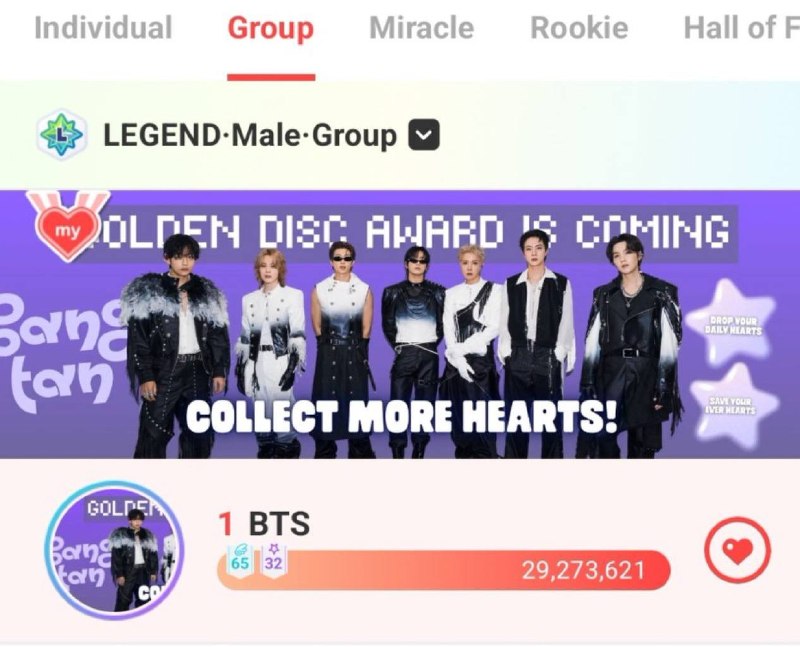 Individual
Group
Miracle
Rookie
Hall of F
L
LEGEND·Male·Group
my
GOLDEN DISC AWARD IS COMING
Bang
tan
DROP YOUR
DAILY HEARTS
SAVE YOUR
EVER HEARTS
COLLECT MORE HEARTS!
GOLDEN
Bang
tan
CO
1 BTS
65
32
29,273,621